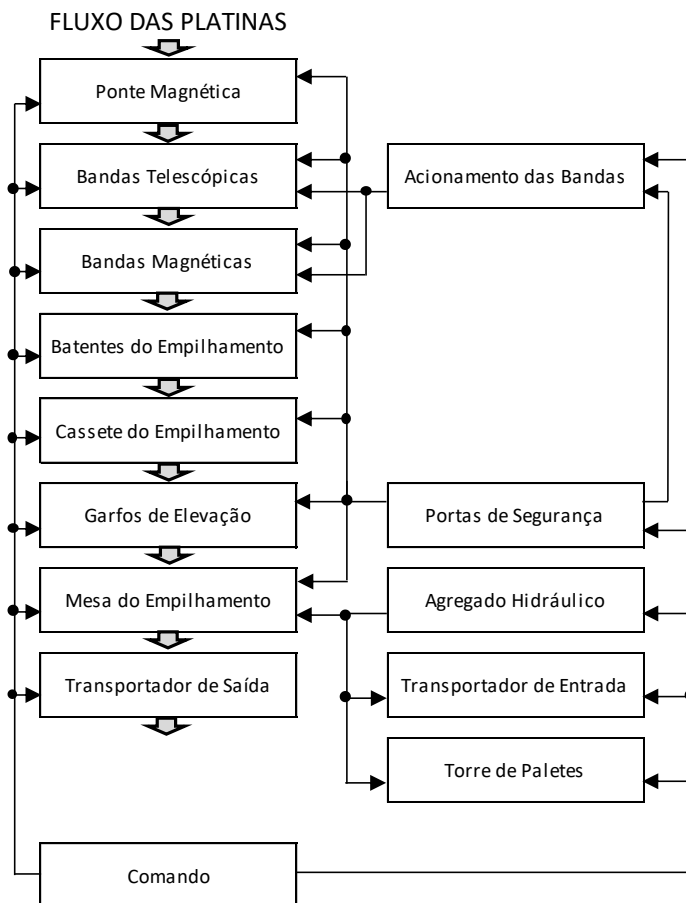 FLUXO DAS PLATINAS
Ponte Magnética
Bandas Telescópicas
Acionamento das Bandas
Bandas Magnéticas
Batentes do Empilhamento
Cassete do Empilhamento
Garfos de Elevação
Portas de Segurança
Mesa do Empilhamento
Agregado Hidráulico
Transportador de Saída
Transportador de Entrada
Torre de Paletes
Comando